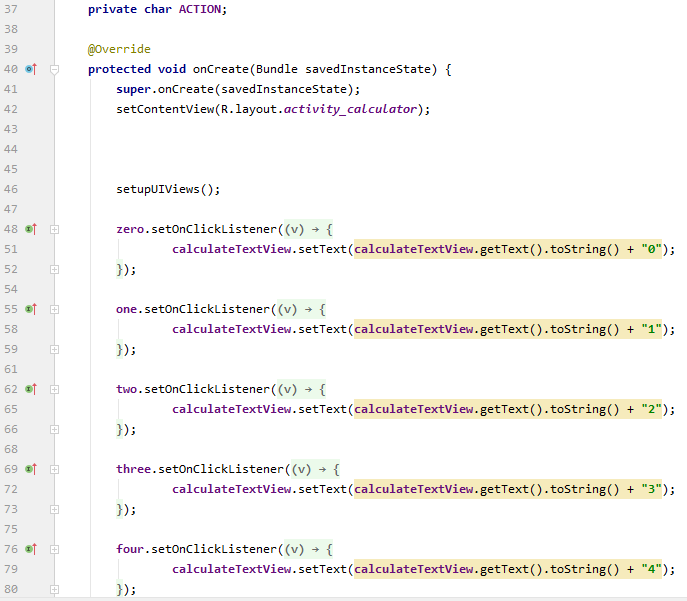 37 private char ACTION;
38
39 @Override
40 protected void onCreate(Bundle savedInstanceState) {
41 super.onCreate(savedInstanceState);
42 setContentView(R.layout.activity_calculator);
43
44
45
46 setupUIViews();
47
48 zero.setOnClickListener((v) → {
51 calculateTextView.setText(calculateTextView.getText().toString() + "0");
52 });
54
55 one.setOnClickListener((v) → {
58 calculateTextView.setText(calculateTextView.getText().toString() + "1");
59 });
61
62 two.setOnClickListener((v) → {
65 calculateTextView.setText(calculateTextView.getText().toString() + "2");
66 });
68
69 three.setOnClickListener((v) → {
72 calculateTextView.setText(calculateTextView.getText().toString() + "3");
73 });
75
76 four.setOnClickListener((v) → {
79 calculateTextView.setText(calculateTextView.getText().toString() + "4");
80 });